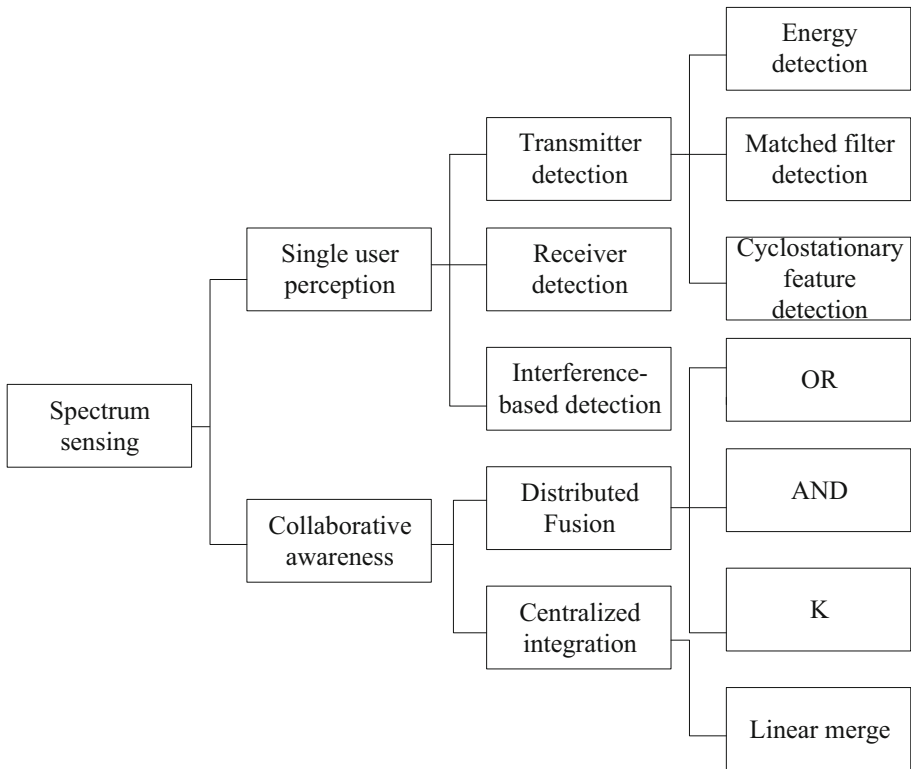 Energy
detection
Transmitter
detection
Matched filter
detection
Single user
perception
Receiver
detection
Cyclostationary
feature
detection
Interference-
based detection
OR
Spectrum
sensing
Distributed
Fusion
AND
Collaborative
awareness
Centralized
integration
K
Linear merge